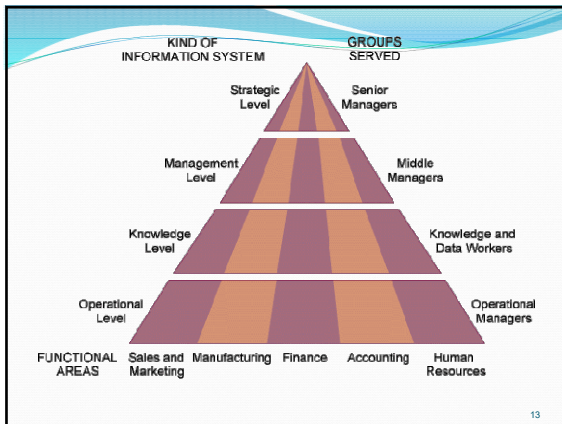 KIND OF
INFORMATION SYSTEM
GROUPS
SERVED
Strategic
Level
Senior
Managers
Management
Level
Middle
Managers
Knowledge
Level
Knowledge and
Data Workers
Operational
Level
Operational
Managers
FUNCTIONAL
AREAS
Sales and
Marketing
Manufacturing
Finance
Accounting
Human
Resources
13